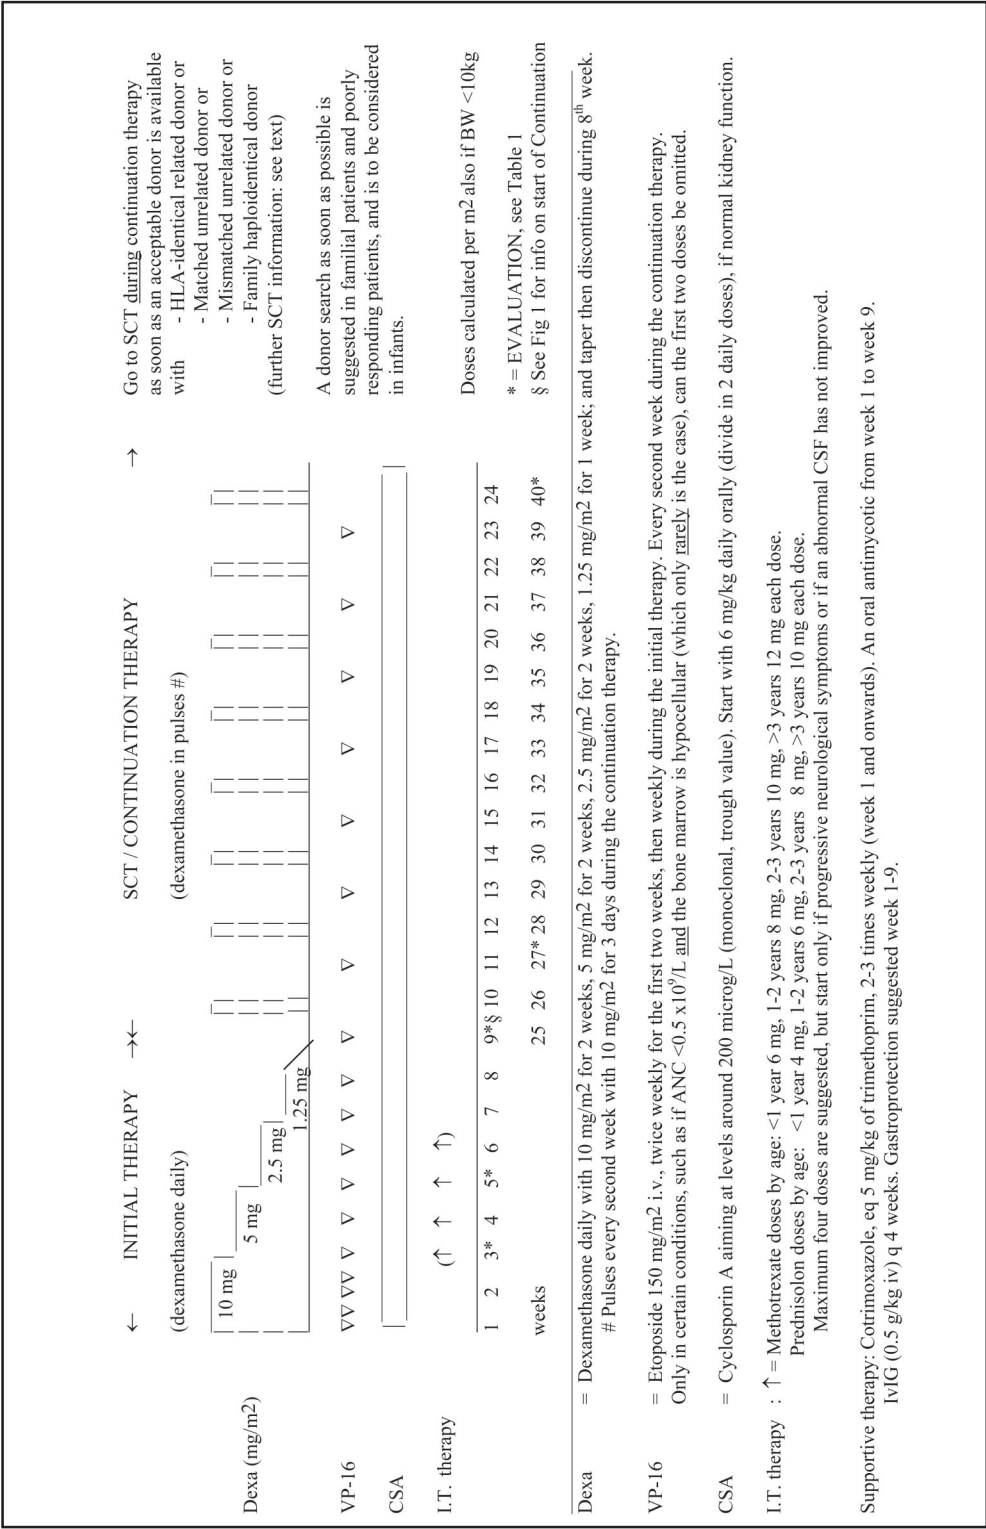 ← INITIAL THERAPY →← SCT / CONTINUATION THERAPY →
(dexamethasone daily) (dexamethasone in pulses #)
Go to SCT during continuation therapy
as soon as an acceptable donor is available
with - HLA-identical related donor or
- Matched unrelated donor or
- Mismatched unrelated donor or
- Family haploidentical donor
(further SCT information: see text)
A donor search as soon as possible is
suggested in familial patients and poorly
responding patients, and is to be considered
in infants.
Doses calculated per m2 also if BW <10kg
* = EVALUATION, see Table 1
§ See Fig 1 for info on start of Continuation
Dexa (mg/m2)
10 mg
5 mg
2.5 mg
1.25 mg
VP-16 ∇∇ ∇∇ ∇ ∇ ∇ ∇ ∇ ∇ ∇ ∇ ∇ ∇ ∇ ∇ ∇ ∇ ∇
CSA
I.T. therapy (↑ ↑ ↑ ↑)
1 2 3* 4 5* 6 7 8 9*§ 10 11 12 13 14 15 16 17 18 19 20 21 22 23 24
weeks 25 26 27* 28 29 30 31 32 33 34 35 36 37 38 39 40*
Dexa = Dexamethasone daily with 10 mg/m2 for 2 weeks, 5 mg/m2 for 2 weeks, 2.5 mg/m2 for 2 weeks, 1.25 mg/m2 for 1 week; and taper then discontinue during 8th week.
# Pulses every second week with 10 mg/m2 for 3 days during the continuation therapy.
VP-16 = Etoposide 150 mg/m2 i.v., twice weekly for the first two weeks, then weekly during the initial therapy. Every second week during the continuation therapy.
Only in certain conditions, such as if ANC <0.5 x10⁹/L and the bone marrow is hypocellular (which only rarely is the case), can the first two doses be omitted.
CSA = Cyclosporin A aiming at levels around 200 microg/L (monoclonal, trough value). Start with 6 mg/kg daily orally (divide in 2 daily doses), if normal kidney function.
I.T. therapy : ↑ = Methotrexate doses by age: <1 year 6 mg, 1-2 years 8 mg, 2-3 years 10 mg, >3 years 12 mg each dose.
Prednisolon doses by age: <1 year 4 mg, 1-2 years 6 mg, 2-3 years 8 mg, >3 years 10 mg each dose.
Maximum four doses are suggested, but start only if progressive neurological symptoms or if an abnormal CSF has not improved.
Supportive therapy: Cotrimoxazole, eq 5 mg/kg of trimethoprim, 2-3 times weekly (week 1 and onwards). An oral antimycotic from week 1 to week 9.
IvIG (0.5 g/kg iv) q 4 weeks. Gastroprotection suggested week 1-9.